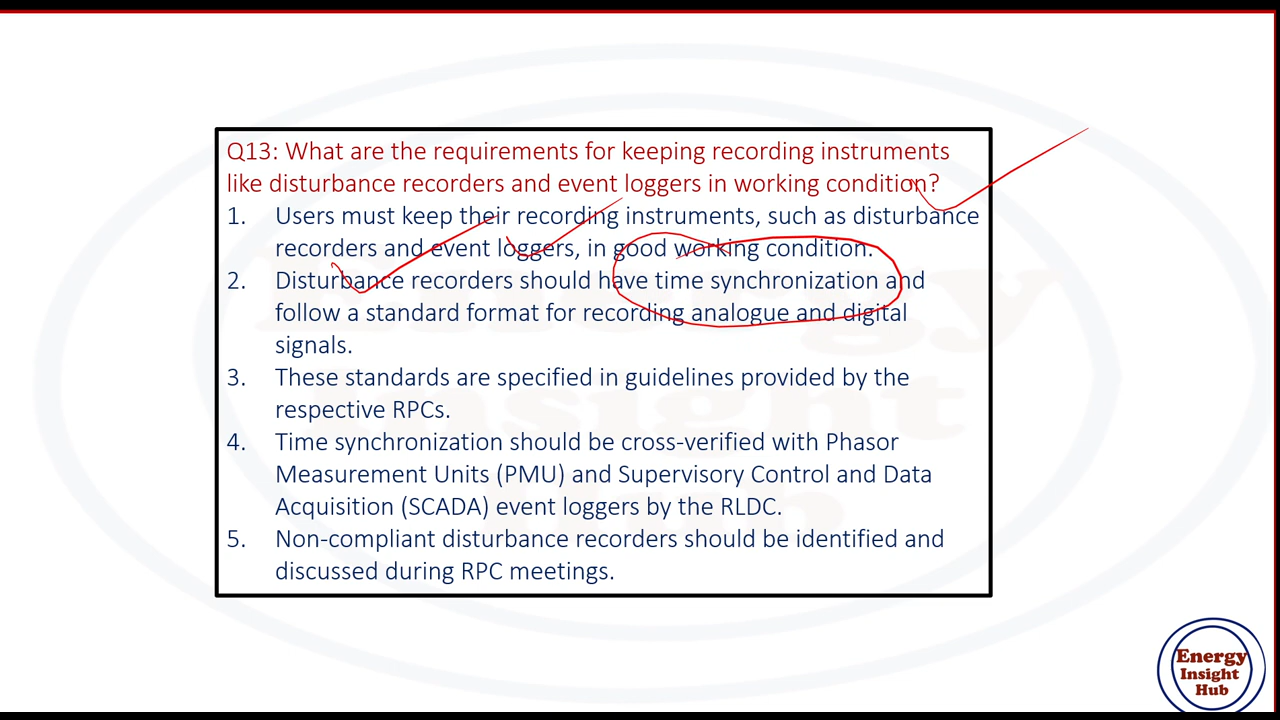 Q13: What are the requirements for keeping recording instruments
like disturbance recorders and event loggers in working condition?
1. Users must keep their recording instruments, such as disturbance
recorders and event loggers, in good working condition.
2. Disturbance recorders should have time synchronization and
follow a standard format for recording analogue and digital
signals.
3. These standards are specified in guidelines provided by the
respective RPCs.
4. Time synchronization should be cross-verified with Phasor
Measurement Units (PMU) and Supervisory Control and Data
Acquisition (SCADA) event loggers by the RLDC.
5. Non-compliant disturbance recorders should be identified and
discussed during RPC meetings.
Energy
Insight
Hub
Energy
Insight
Hub